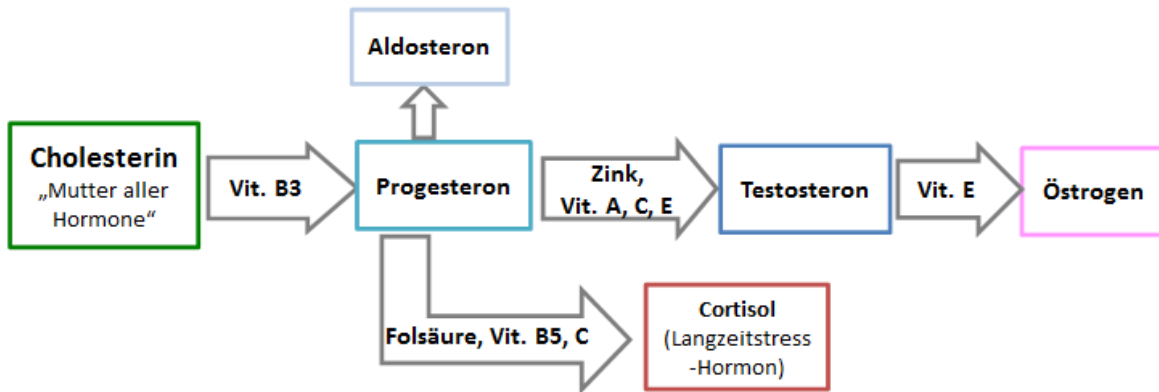 Aldosteron
Cholesterin
„Mutter aller
Hormone“
Vit. B3
Progesteron
Zink,
Vit. A, C, E
Testosteron
Vit. E
Östrogen
Folsäure, Vit. B5, C
Cortisol
(Langzeitstress
-Hormon)